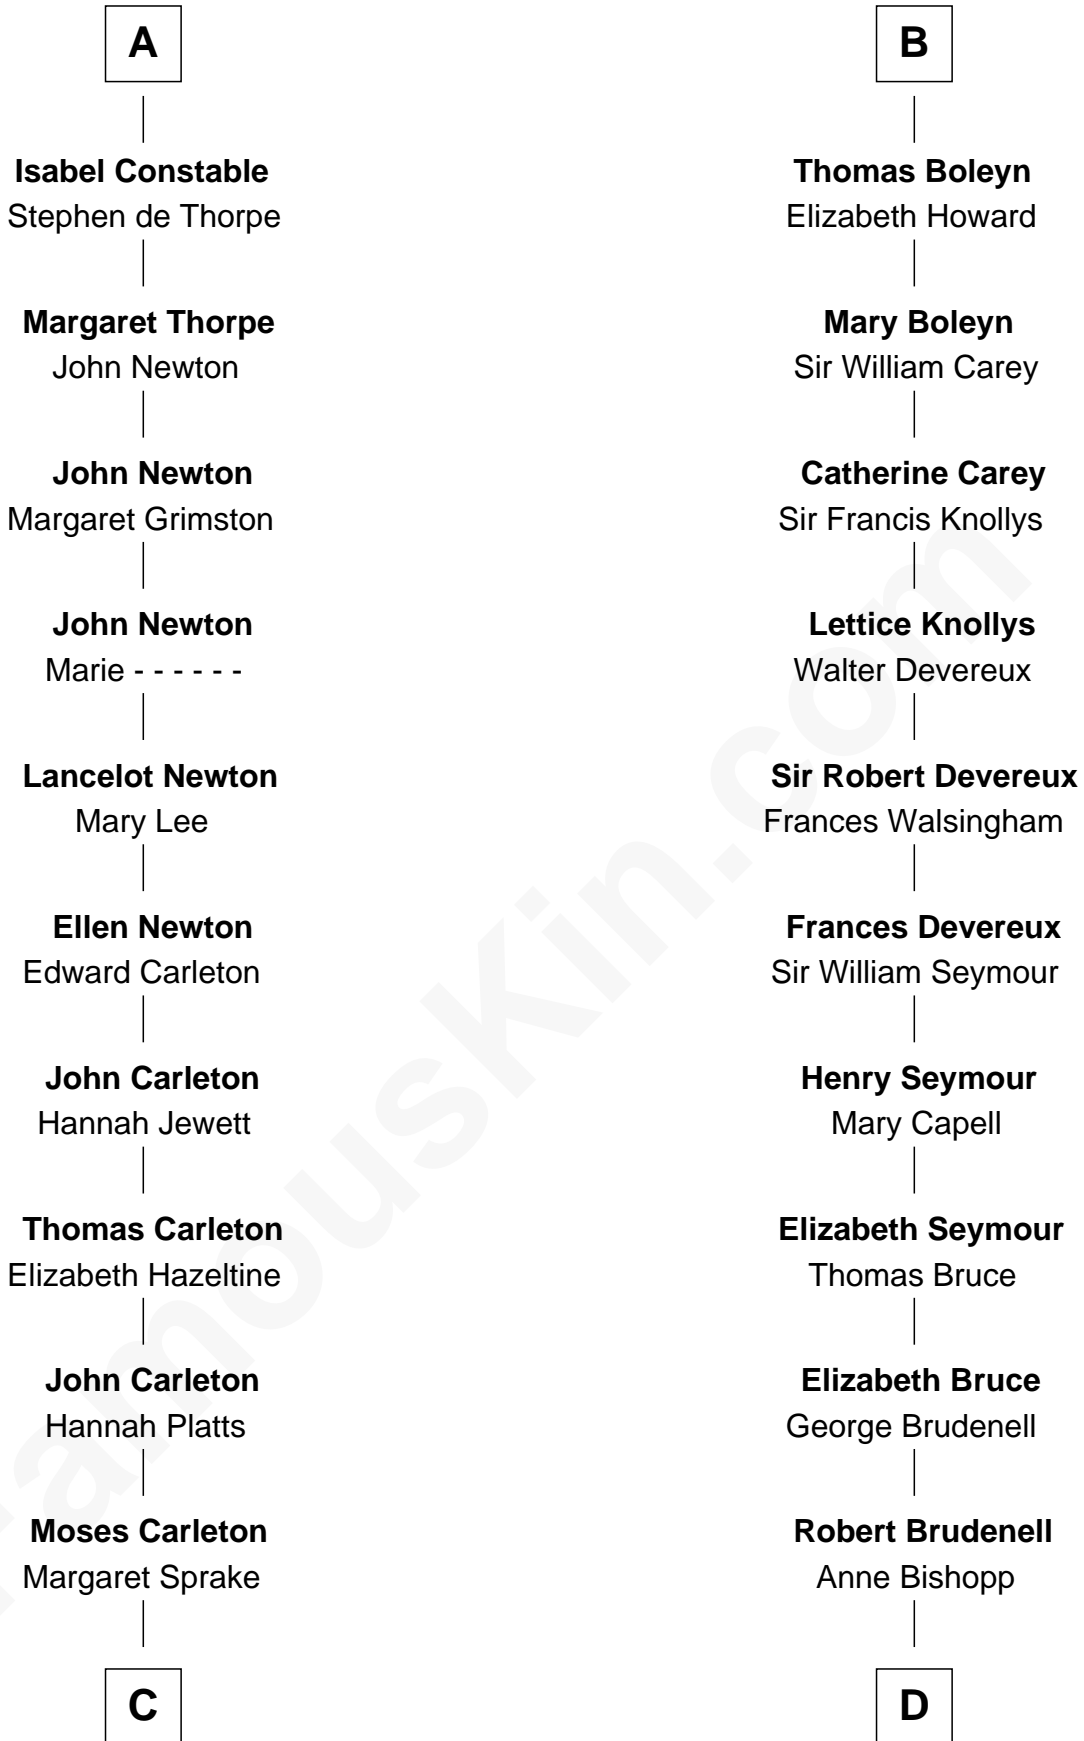 A
Isabel Constable
Stephen de Thorpe
Margaret Thorpe
John Newton
John Newton
Margaret Grimston
John Newton
Marie - - - - - -
Lancelot Newton
Mary Lee
Ellen Newton
Edward Carleton
John Carleton
Hannah Jewett
Thomas Carleton
Elizabeth Hazeltine
John Carleton
Hannah Platts
Moses Carleton
Margaret Sprake
C
B
Thomas Boleyn
Elizabeth Howard
Mary Boleyn
Sir William Carey
Catherine Carey
Sir Francis Knollys
Lettice Knollys
Walter Devereux
Sir Robert Devereux
Frances Walsingham
Frances Devereux
Sir William Seymour
Henry Seymour
Mary Capell
Elizabeth Seymour
Thomas Bruce
Elizabeth Bruce
George Brudenell
Robert Brudenell
Anne Bishopp
D
FamousKin.com